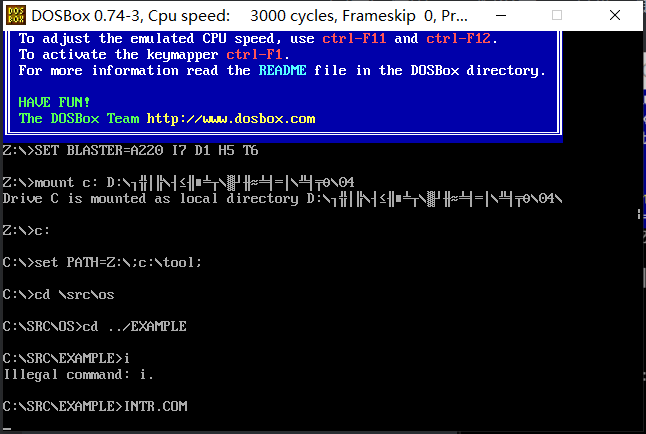 DOSBox 0.74-3, Cpu speed: 3000 cycles, Frameskip 0, Pr...
To adjust the emulated CPU speed, use ctrl-F11 and ctrl-F12.
To activate the keymapper ctrl-F1.
For more information read the README file in the DOSBox directory.
HAVE FUN!
The DOSBox Team http://www.dosbox.com
Z:\>SET BLASTER=A220 I7 D1 H5 T6
Z:\>mount c: D:\
Drive C is mounted as local directory D:\
Z:\>c:
C:\>set PATH=Z:\;c:\tool;
C:\>cd \src\os
C:\SRC\OS>cd ../EXAMPLE
C:\SRC\EXAMPLE>i
Illegal command: i.
C:\SRC\EXAMPLE>INTR.COM